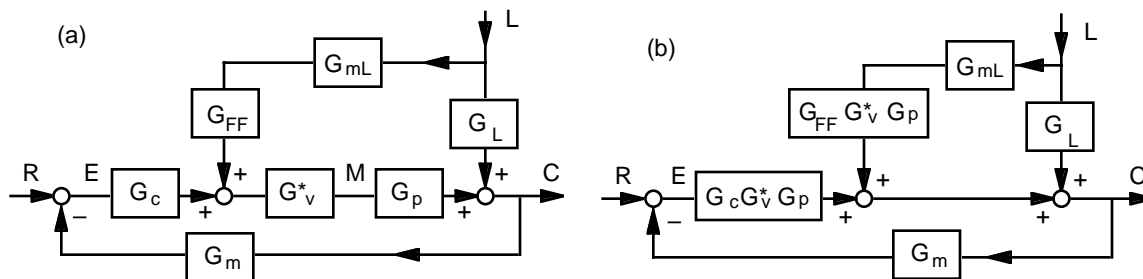 (a)
L
G_mL
G_FF
G_L
R
E
G_c
+
+
G*_v
M
G_p
+
+
C
−
G_m
(b)
L
G_mL
G_FF G*_v G_p
G_L
R
E
G_c G*_v G_p
+
+
+
+
C
−
G_m